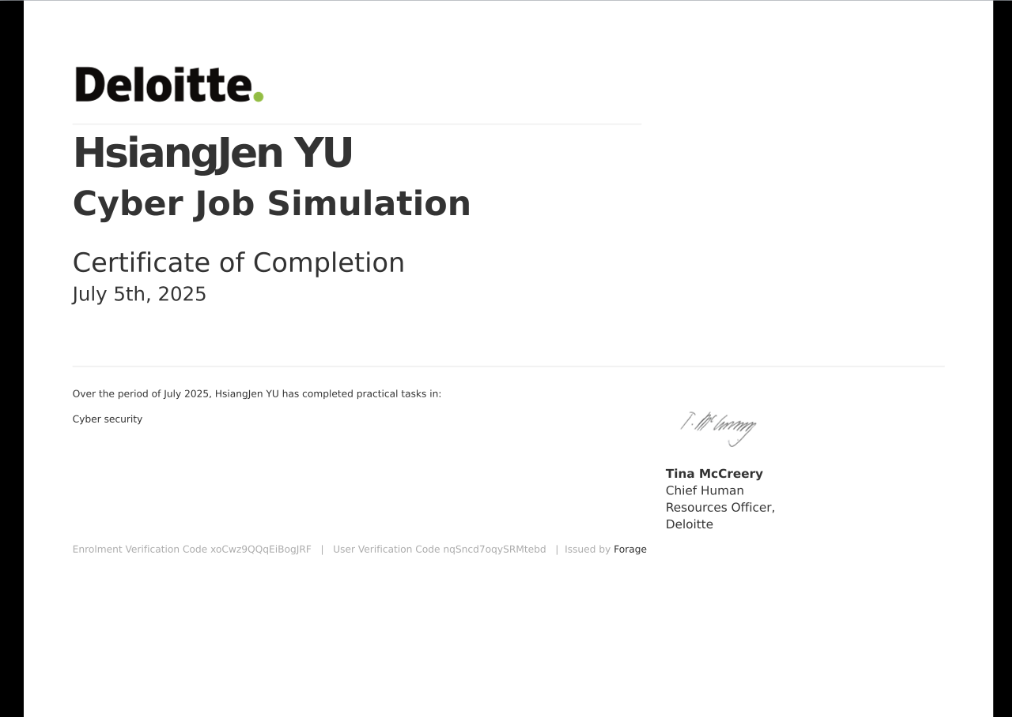 Deloitte.
HsiangJen YU
Cyber Job Simulation
Certificate of Completion
July 5th, 2025
Over the period of July 2025, HsiangJen YU has completed practical tasks in:
Cyber security
Tina McCreery
Chief Human
Resources Officer,
Deloitte
Enrolment Verification Code xoCwz9QQqEiBogJRF | User Verification Code nqSncd7oqySRMtebd | Issued by Forage